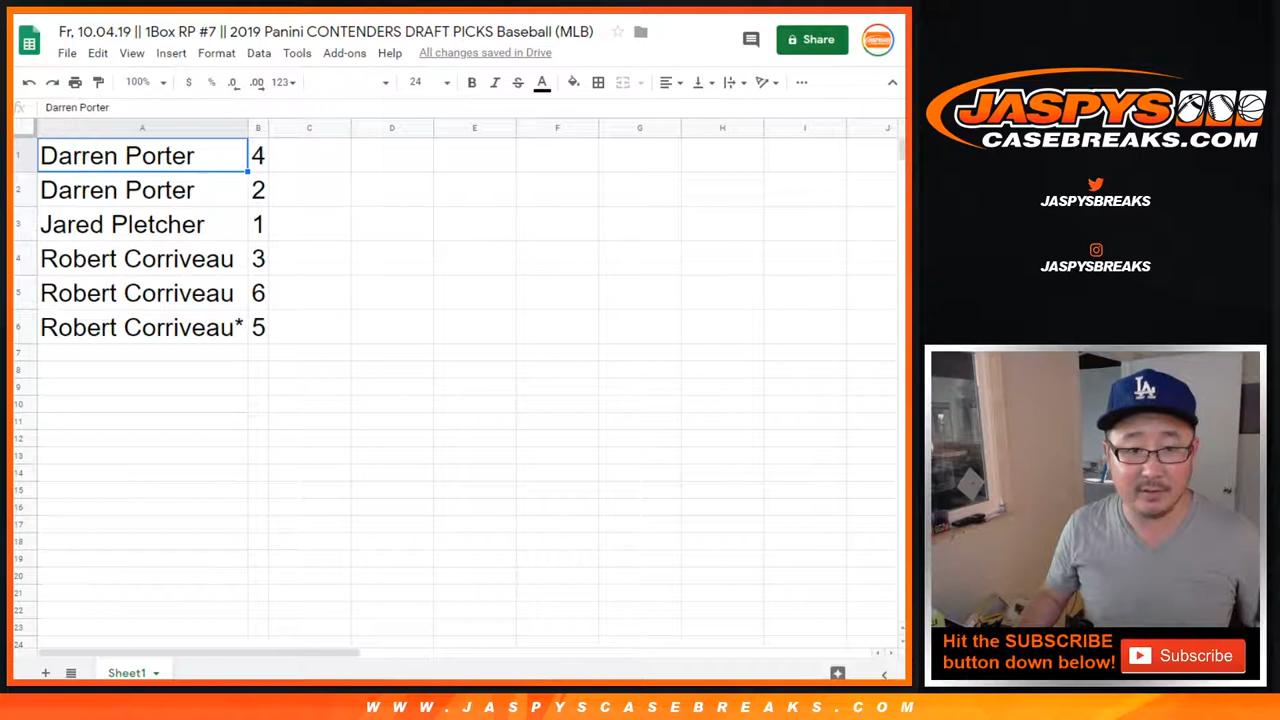 Fr, 10.04.19 || 1Box RP #7 || 2019 Panini CONTENDERS DRAFT PICKS Baseball (MLB)
File Edit View Insert Format Data Tools Add-ons Help All changes saved in Drive
Share
100% $ % .0 .00 123 24 B I S A
fx Darren Porter
A B C D E F G H I J
1 Darren Porter 4
2 Darren Porter 2
3 Jared Pletcher 1
4 Robert Corriveau 3
5 Robert Corriveau 6
6 Robert Corriveau* 5
7
8
9
10
11
12
13
14
15
16
17
18
19
20
21
22
23
24
Sheet1
JASPYS
CASEBREAKS.COM
JASPYSBREAKS
JASPYSBREAKS
LA
Hit the SUBSCRIBE
button down below!
Subscribe
WWW.JASPYSCASEBREAKS.COM